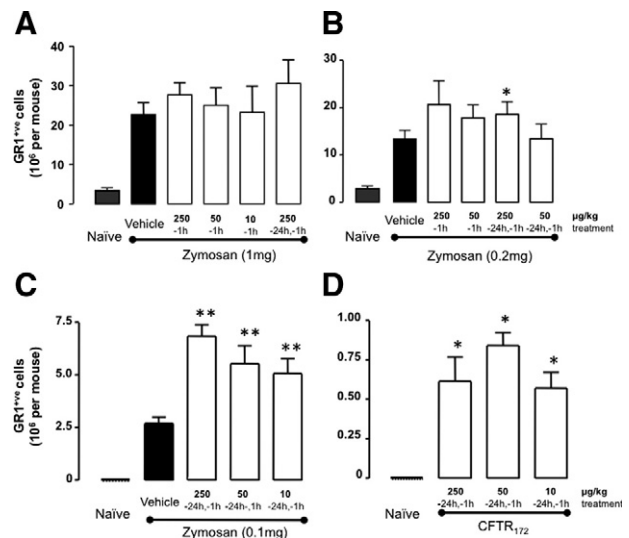 A
GR1+ve cells
(10⁶ per mouse)
40
30
20
10
0
Naïve
Vehicle
250
-1h
50
-1h
10
-1h
250
-24h,-1h
Zymosan (1mg)
B
30
20
10
0
*
Naïve
Vehicle
250
-1h
50
-1h
250
-24h,-1h
50
-24h,-1h
µg/kg
treatment
Zymosan (0.2mg)
C
GR1+ve cells
(10⁶ per mouse)
7.5
5.0
2.5
0
**
**
**
Naïve
Vehicle
250
-24h,-1h
50
-24h,-1h
10
-24h,-1h
Zymosan (0.1mg)
D
1.00
0.75
0.50
0.25
0
*
*
*
Naïve
250
-24h,-1h
50
-24h,-1h
10
-24h,-1h
µg/kg
treatment
CFTR₁₇₂